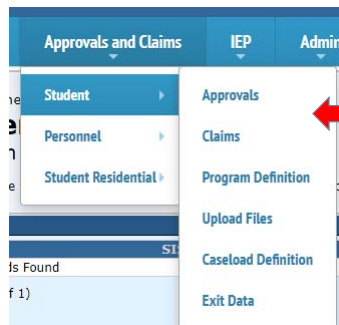 Approvals and Claims IEP Admin
Student Approvals
Personnel Claims
Student Residential Program Definition
Upload Files
Caseload Definition
ds Found
Exit Data
f 1)